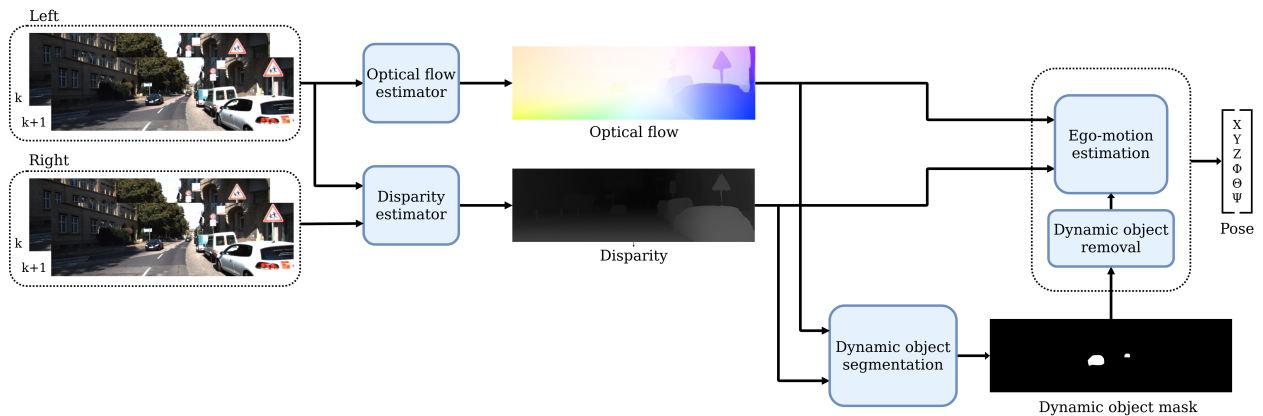 Left
k
k+1
Right
k
k+1
Optical flow
estimator
Disparity
estimator
Optical flow
Disparity
Dynamic object
segmentation
Ego-motion
estimation
Dynamic object
removal
Dynamic object mask
X
Y
Z
Φ
Θ
Ψ
Pose